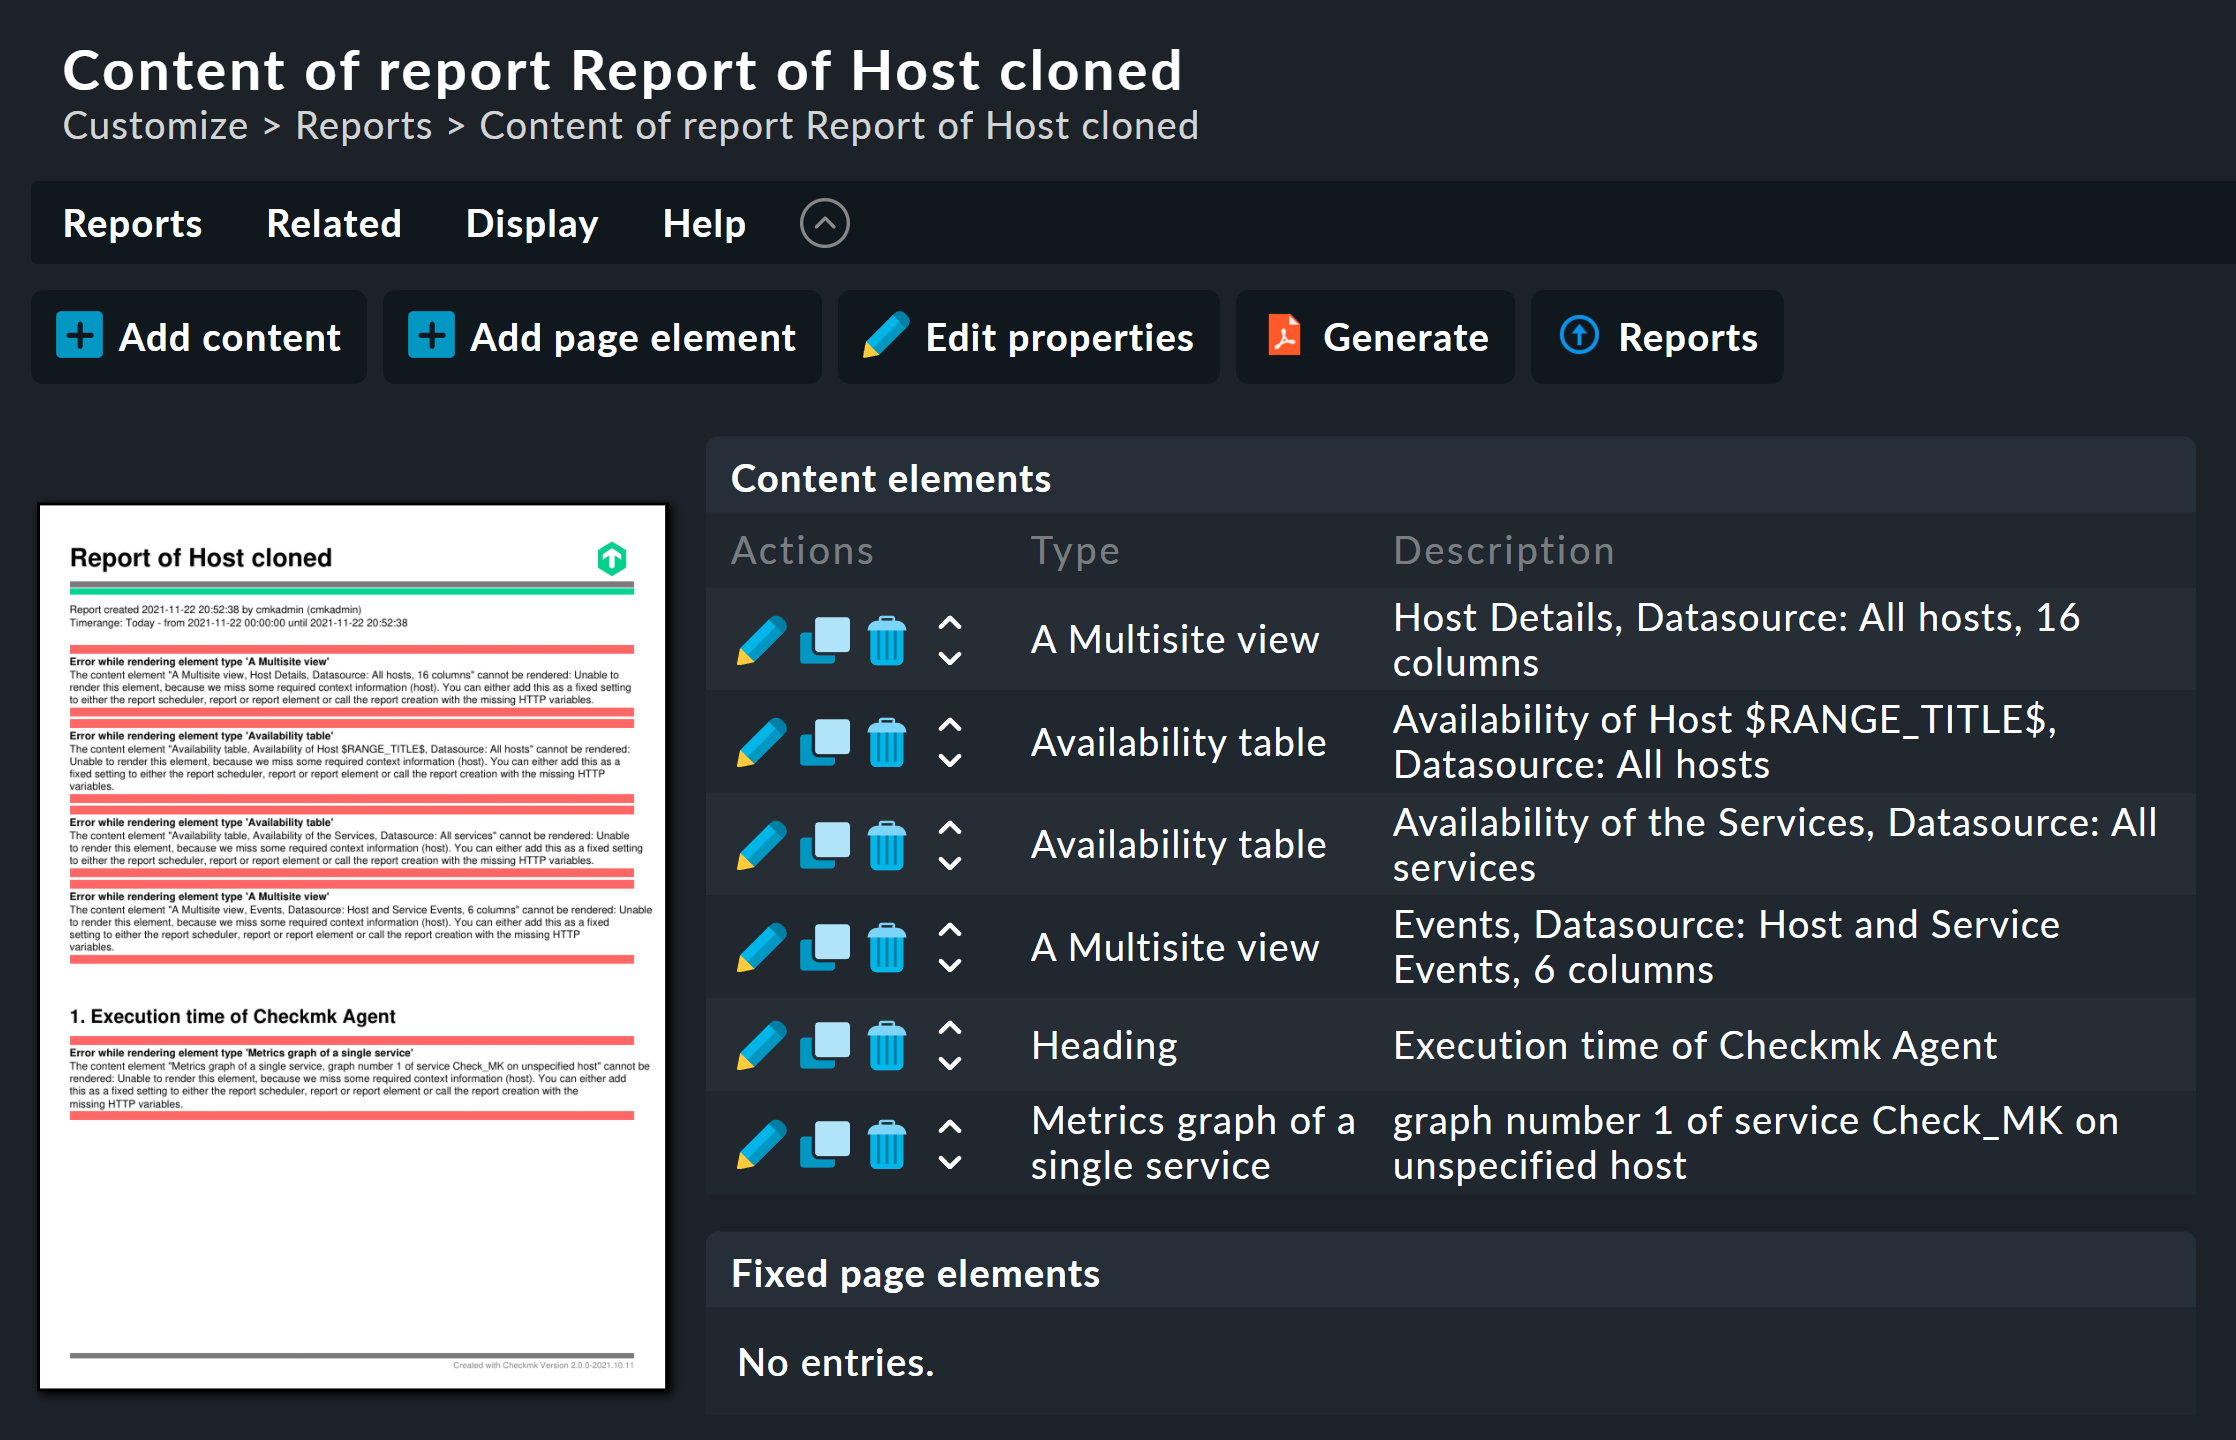 Content of report Report of Host cloned
Customize > Reports > Content of report Report of Host cloned
Reports Related Display Help
Add content Add page element Edit properties Generate Reports
Report of Host cloned
Report created 2021-11-22 20:52:38 by cmkadmin (cmkadmin)
Timerange: Today - from 2021-11-22 00:00:00 until 2021-11-22 20:52:38
Error while rendering element type 'A Multisite view'
The content element "A Multisite view, Host Details, Datasource: All hosts, 16 columns" cannot be rendered: Unable to
render this element, because we miss some required context information (host). You can either add this as a fixed setting
to either the report scheduler, report or report element or call the report creation with the missing HTTP variables.
Error while rendering element type 'Availability table'
The content element "Availability table, Availability of Host $RANGE_TITLE$, Datasource: All hosts" cannot be rendered:
Unable to render this element, because we miss some required context information (host). You can either add this as a
fixed setting to either the report scheduler, report or report element or call the report creation with the missing HTTP
variables.
Error while rendering element type 'Availability table'
The content element "Availability table, Availability of the Services, Datasource: All services" cannot be rendered: Unable
to render this element, because we miss some required context information (host). You can either add this as a fixed setting
to either the report scheduler, report or report element or call the report creation with the missing HTTP variables.
Error while rendering element type 'A Multisite view'
The content element "A Multisite view, Events, Datasource: Host and Service Events, 6 columns" cannot be rendered: Unable
to render this element, because we miss some required context information (host). You can either add this as a fixed
setting to either the report scheduler, report or report element or call the report creation with the missing HTTP
variables.
1. Execution time of Checkmk Agent
Error while rendering element type 'Metrics graph of a single service'
The content element "Metrics graph of a single service, graph number 1 of service Check_MK on unspecified host" cannot be
rendered: Unable to render this element, because we miss some required context information (host). You can either add
this as a fixed setting to either the report scheduler, report or report element or call the report creation with the
missing HTTP variables.
Created with Checkmk Version 2.0.0-2021.10.11
Content elements
Actions Type Description
A Multisite view Host Details, Datasource: All hosts, 16
columns
Availability table Availability of Host $RANGE_TITLE$,
Datasource: All hosts
Availability table Availability of the Services, Datasource: All
services
A Multisite view Events, Datasource: Host and Service
Events, 6 columns
Heading Execution time of Checkmk Agent
Metrics graph of a graph number 1 of service Check_MK on
single service unspecified host
Fixed page elements
No entries.